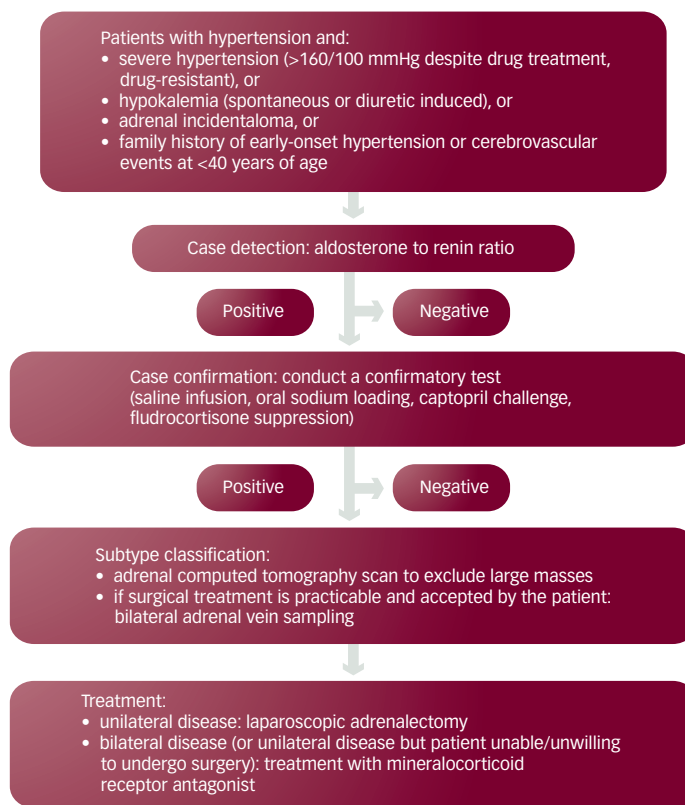 Patients with hypertension and:
• severe hypertension (>160/100 mmHg despite drug treatment,
drug-resistant), or
• hypokalemia (spontaneous or diuretic induced), or
• adrenal incidentaloma, or
• family history of early-onset hypertension or cerebrovascular
events at <40 years of age
Case detection: aldosterone to renin ratio
Positive
Negative
Case confirmation: conduct a confirmatory test
(saline infusion, oral sodium loading, captopril challenge,
fludrocortisone suppression)
Positive
Negative
Subtype classification:
• adrenal computed tomography scan to exclude large masses
• if surgical treatment is practicable and accepted by the patient:
bilateral adrenal vein sampling
Treatment:
• unilateral disease: laparoscopic adrenalectomy
• bilateral disease (or unilateral disease but patient unable/unwilling
to undergo surgery): treatment with mineralocorticoid
receptor antagonist